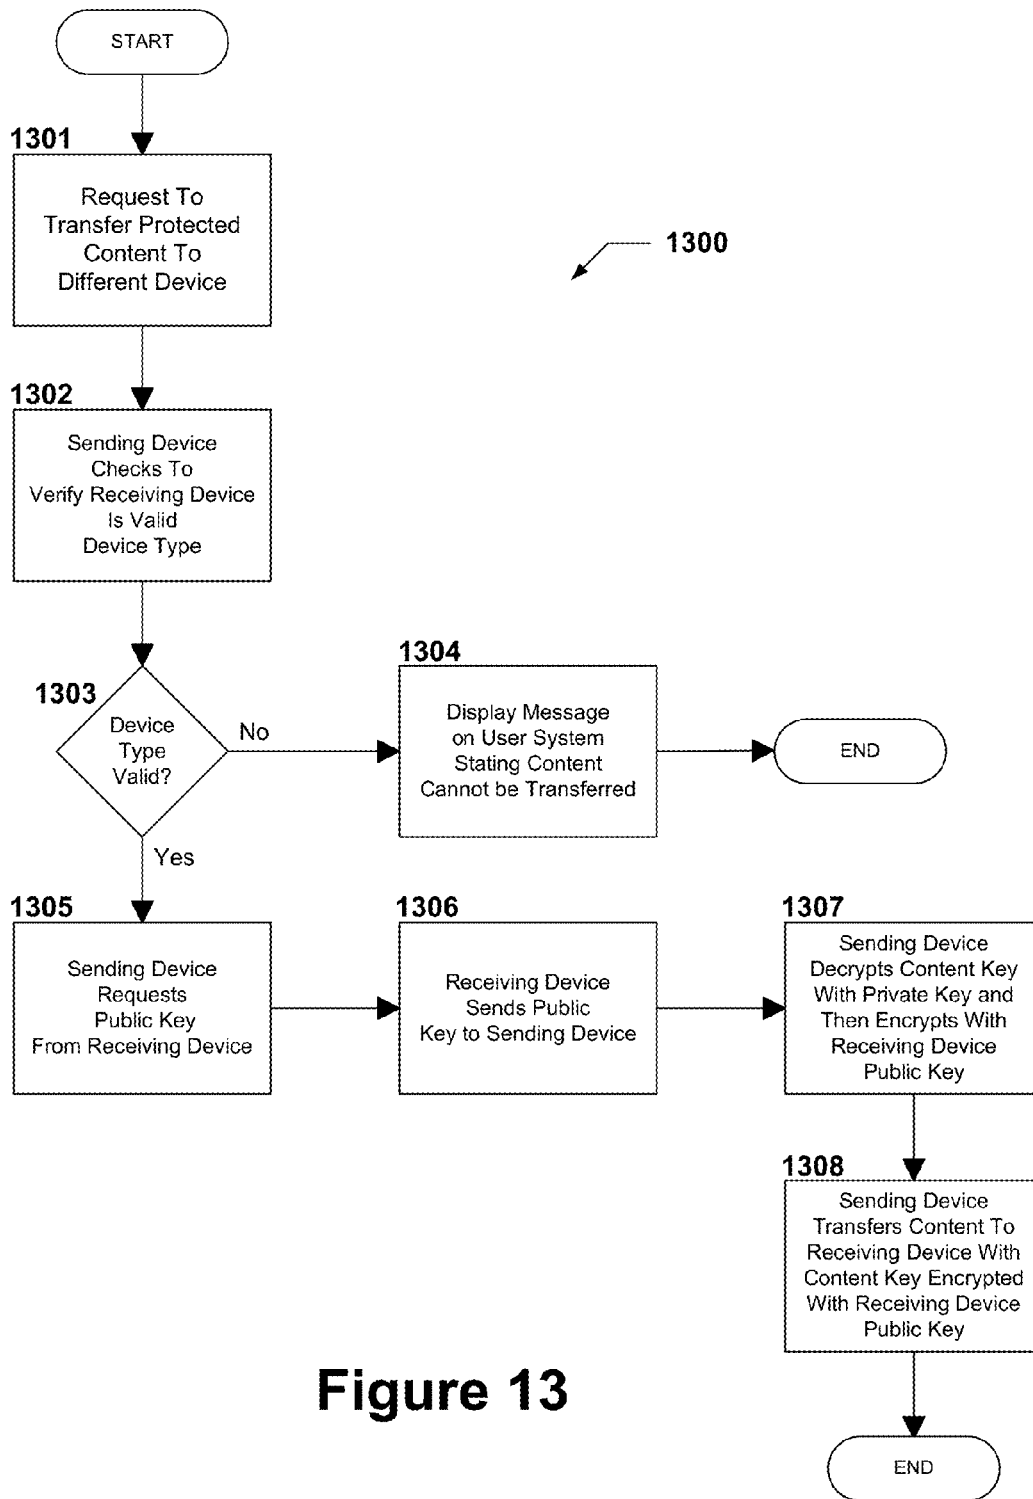 START
1301
Request To
Transfer Protected
Content To
Different Device
1300
1302
Sending Device
Checks To
Verify Receiving Device
Is Valid
Device Type
1303
Device
Type
Valid?
No
1304
Display Message
on User System
Stating Content
Cannot be Transferred
END
Yes
1305
Sending Device
Requests
Public Key
From Receiving Device
1306
Receiving Device
Sends Public
Key to Sending Device
1307
Sending Device
Decrypts Content Key
With Private Key and
Then Encrypts With
Receiving Device
Public Key
1308
Sending Device
Transfers Content To
Receiving Device With
Content Key Encrypted
With Receiving Device
Public Key
Figure 13
END